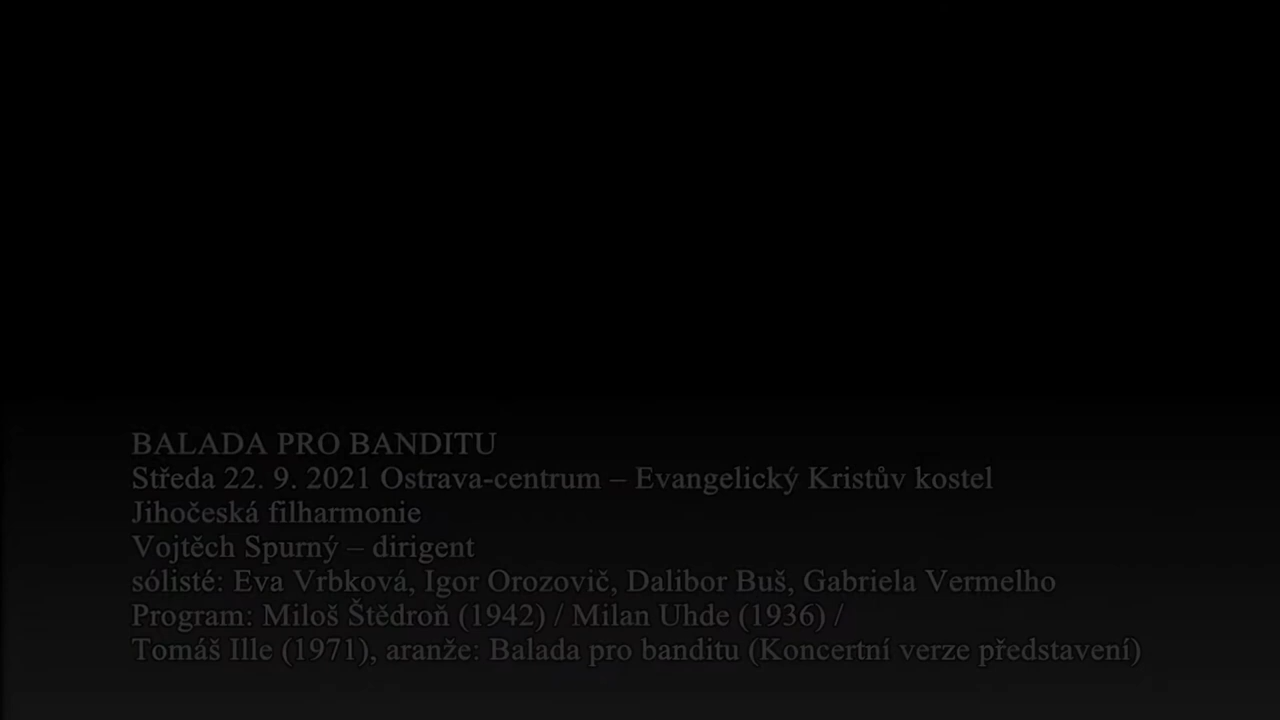 BALADA PRO BANDITU
Středa 22. 9. 2021 Ostrava-centrum – Evangelický Kristův kostel
Jihočeská filharmonie
Vojtěch Spurný – dirigent
sólisté: Eva Vrbková, Igor Orozovič, Dalibor Buš, Gabriela Vermelho
Program: Miloš Štědroň (1942) / Milan Uhde (1936) /
Tomáš Ille (1971), aranže: Balada pro banditu (Koncertní verze představení)